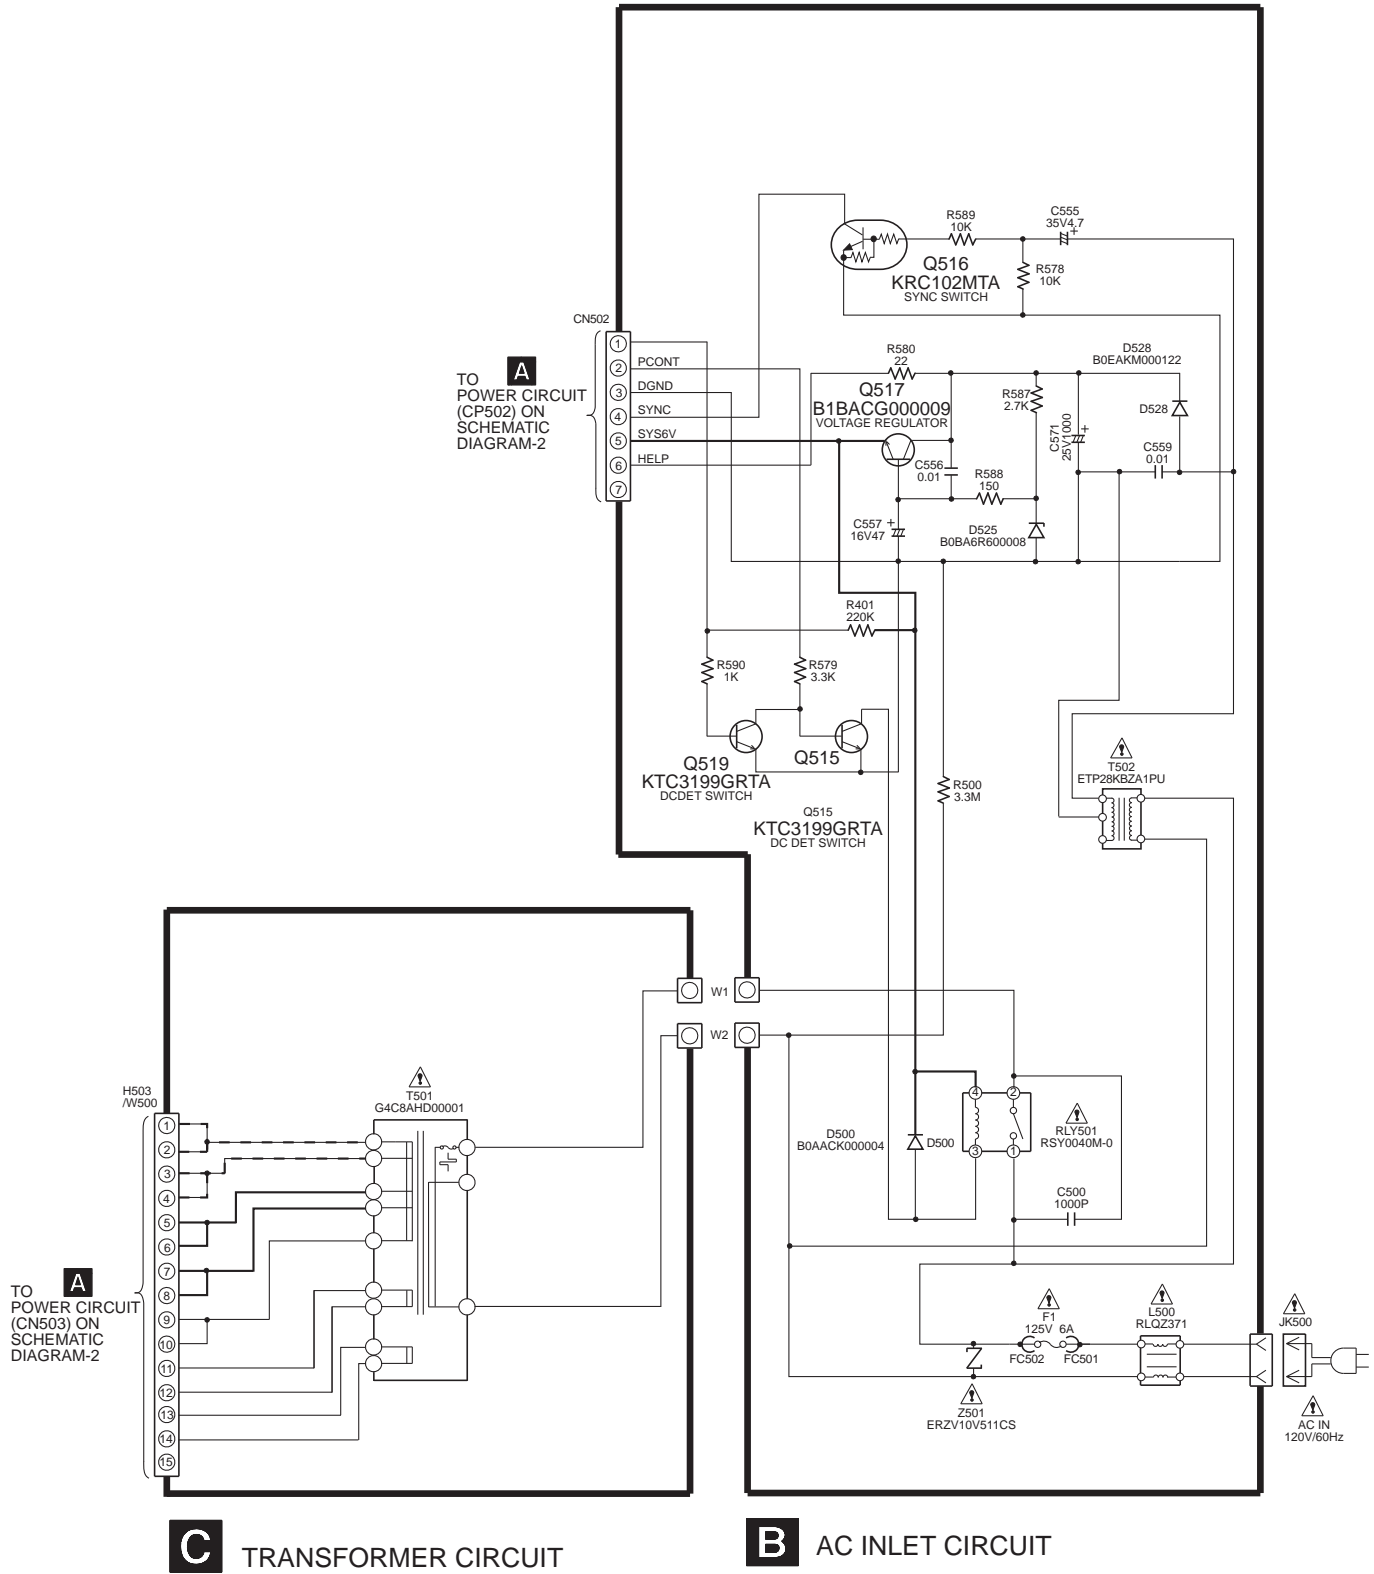 C555
35V4.7
+
R589
10K
Q516
KRC102MTA
SYNC SWITCH
R578
10K
CN502
TO A
POWER CIRCUIT
(CP502) ON
SCHEMATIC
DIAGRAM-2
1
2 PCONT
3 DGND
4 SYNC
5 SYS6V
6 HELP
7
R580
22
Q517
B1BACG000009
VOLTAGE REGULATOR
D528
B0EAKM000122
R587
2.7K
D528
C571
25V1000
+
C559
0.01
C556
0.01
R588
150
C557
16V47
+
D525
B0BA6R600008
R401
220K
R590
1K
R579
3.3K
Q519
KTC3199GRTA
DCDET SWITCH
Q515
Q515
KTC3199GRTA
DC DET SWITCH
R500
3.3M
T502
ETP28KBZA1PU
W1
W2
H503
/W500
T501
G4C8AHD00001
1
2
3
4
5
6
7
8
9
10
11
12
13
14
15
TO A
POWER CIRCUIT
(CN503) ON
SCHEMATIC
DIAGRAM-2
D500
B0AACK000004
D500
4
2
3
1
RLY501
RSY0040M-0
C500
1000P
F1
125V 6A
FC502
FC501
L500
RLQZ371
JK500
Z501
ERZV10V511CS
AC IN
120V/60Hz
C TRANSFORMER CIRCUIT
B AC INLET CIRCUIT